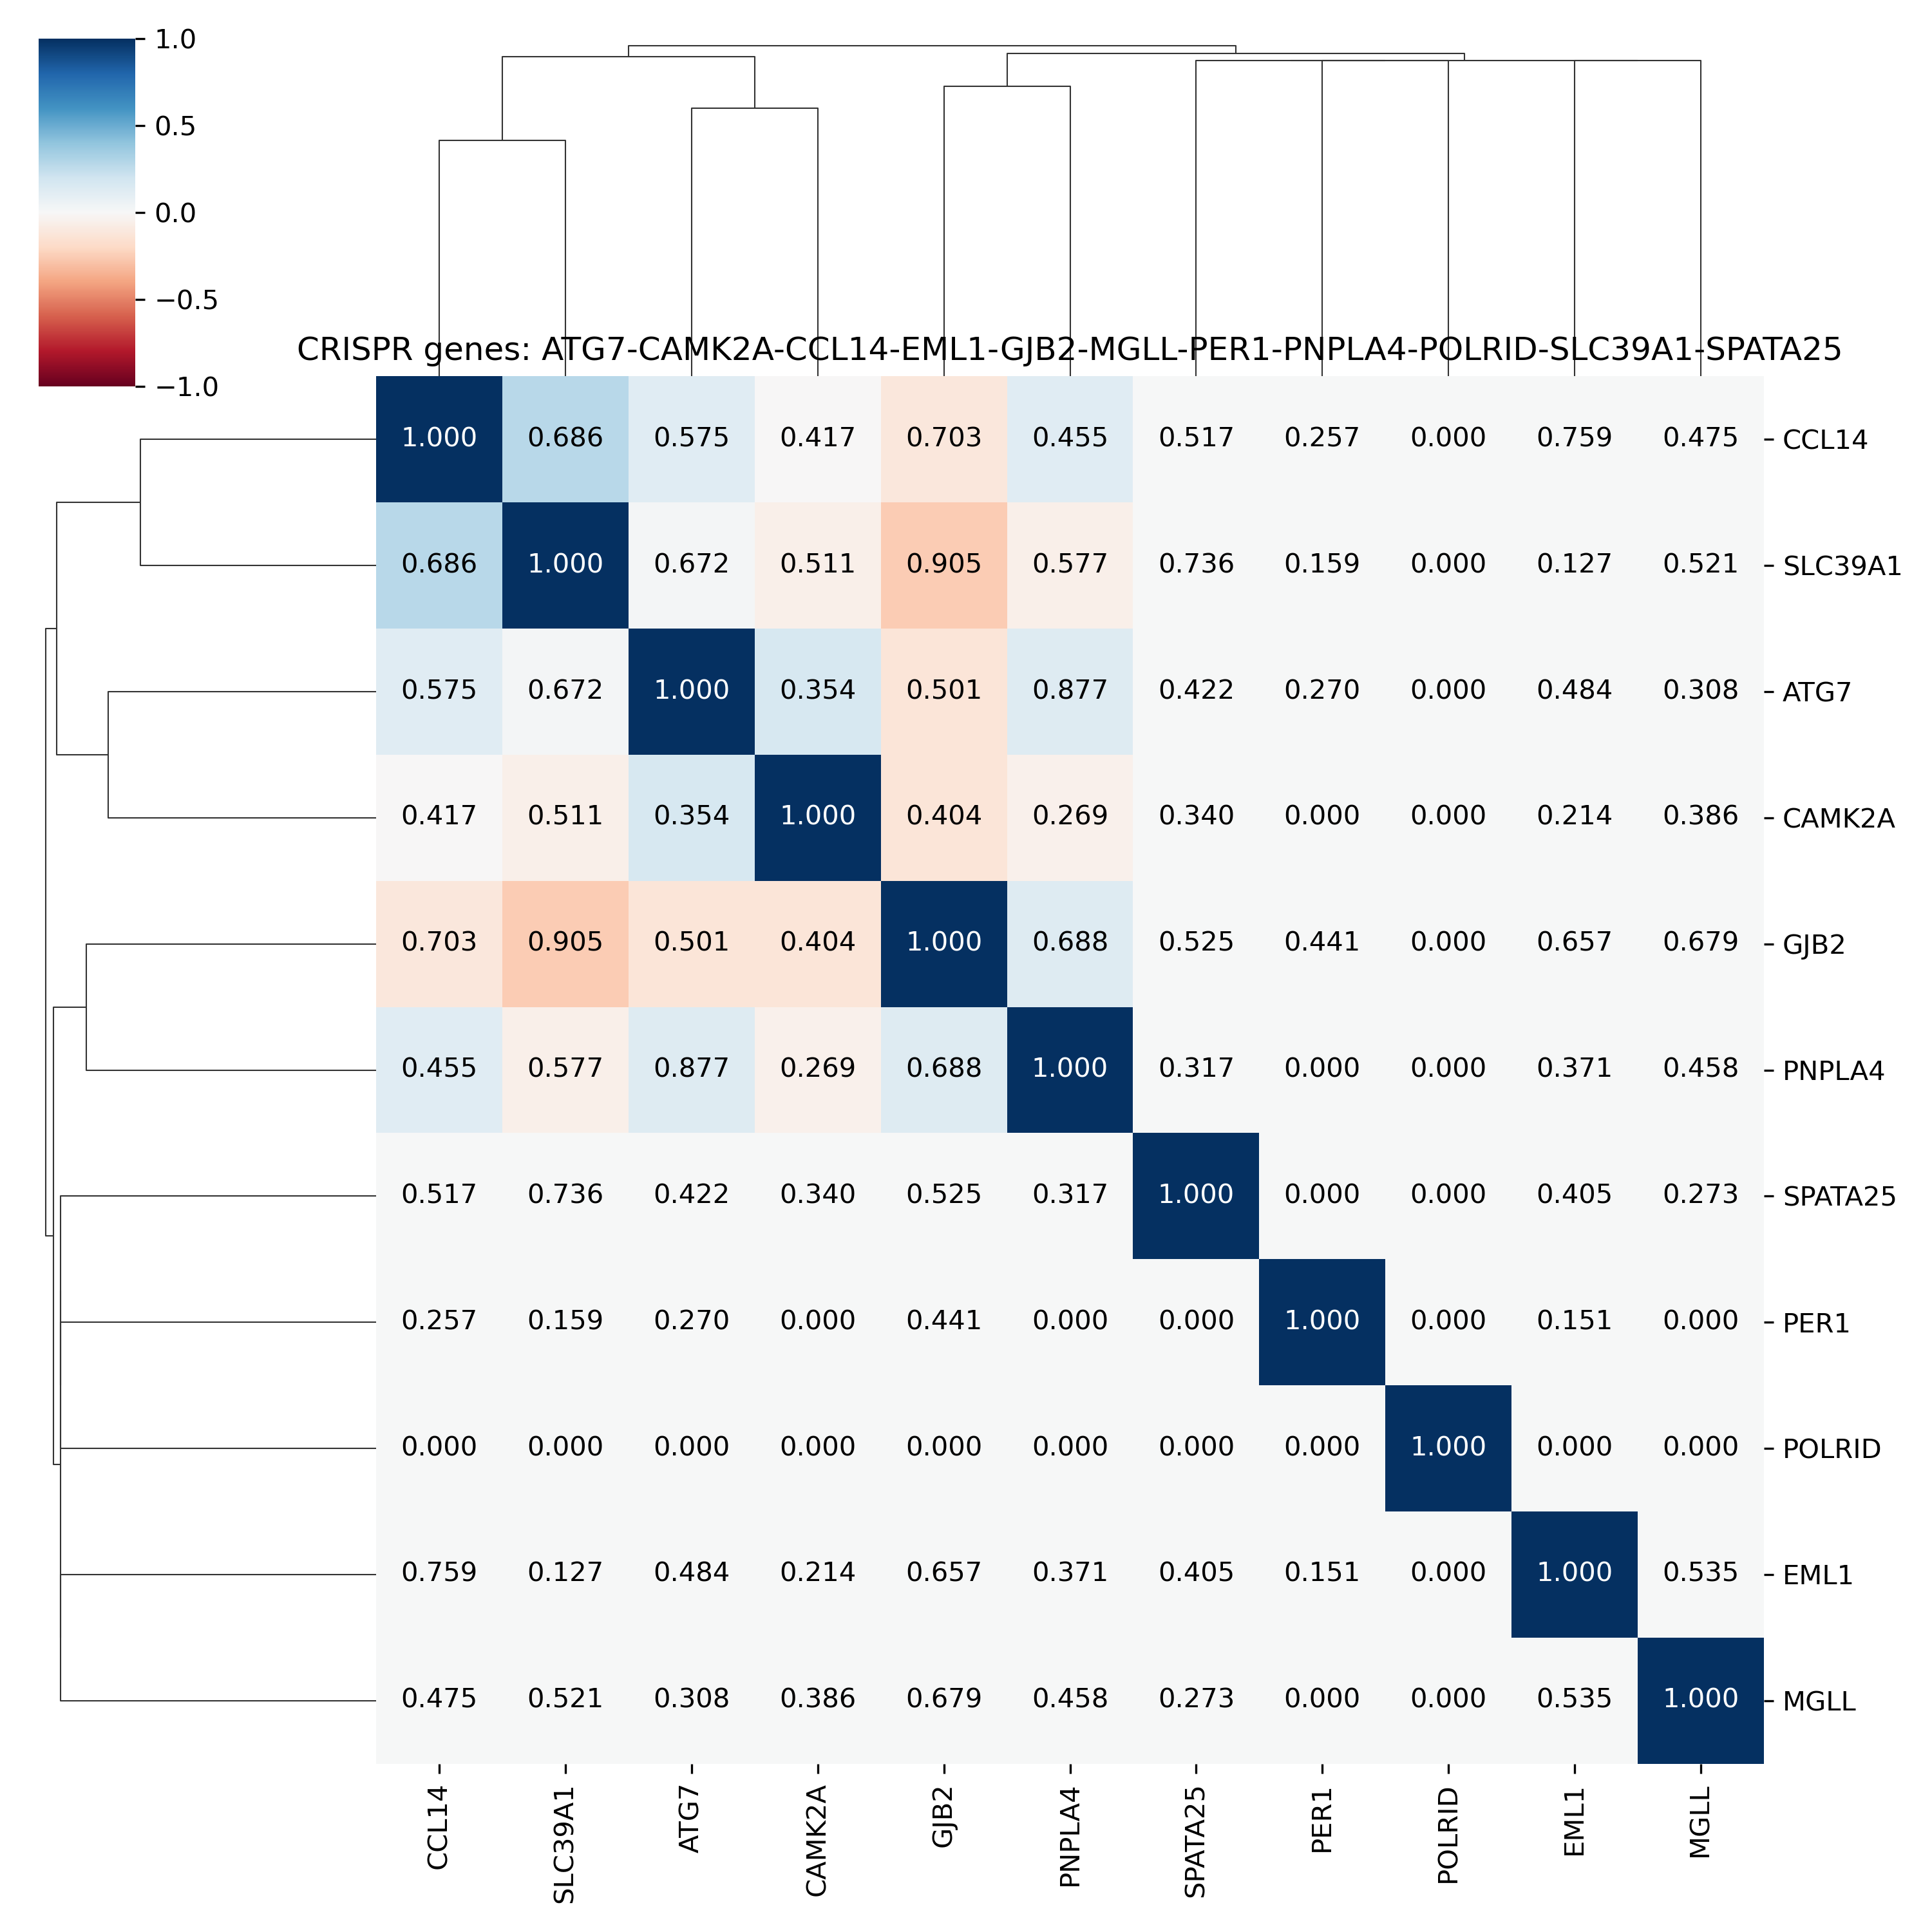 1.0
0.5
0.0
−0.5
−1.0
CRISPR genes: ATG7-CAMK2A-CCL14-EML1-GJB2-MGLL-PER1-PNPLA4-POLRID-SLC39A1-SPATA25
1.000 0.686 0.575 0.417 0.703 0.455 0.517 0.257 0.000 0.759 0.475 CCL14
0.686 1.000 0.672 0.511 0.905 0.577 0.736 0.159 0.000 0.127 0.521 SLC39A1
0.575 0.672 1.000 0.354 0.501 0.877 0.422 0.270 0.000 0.484 0.308 ATG7
0.417 0.511 0.354 1.000 0.404 0.269 0.340 0.000 0.000 0.214 0.386 CAMK2A
0.703 0.905 0.501 0.404 1.000 0.688 0.525 0.441 0.000 0.657 0.679 GJB2
0.455 0.577 0.877 0.269 0.688 1.000 0.317 0.000 0.000 0.371 0.458 PNPLA4
0.517 0.736 0.422 0.340 0.525 0.317 1.000 0.000 0.000 0.405 0.273 SPATA25
0.257 0.159 0.270 0.000 0.441 0.000 0.000 1.000 0.000 0.151 0.000 PER1
0.000 0.000 0.000 0.000 0.000 0.000 0.000 0.000 1.000 0.000 0.000 POLRID
0.759 0.127 0.484 0.214 0.657 0.371 0.405 0.151 0.000 1.000 0.535 EML1
0.475 0.521 0.308 0.386 0.679 0.458 0.273 0.000 0.000 0.535 1.000 MGLL
CCL14 SLC39A1 ATG7 CAMK2A GJB2 PNPLA4 SPATA25 PER1 POLRID EML1 MGLL